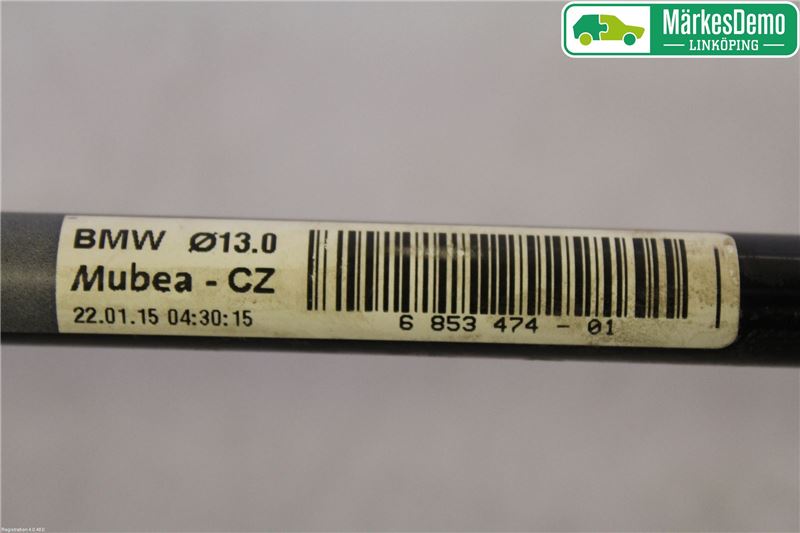 MärkesDemo
LINKÖPING
BMW Ø13.0
Mubea - CZ
22.01.15 04:30:15
6 853 474 - 01